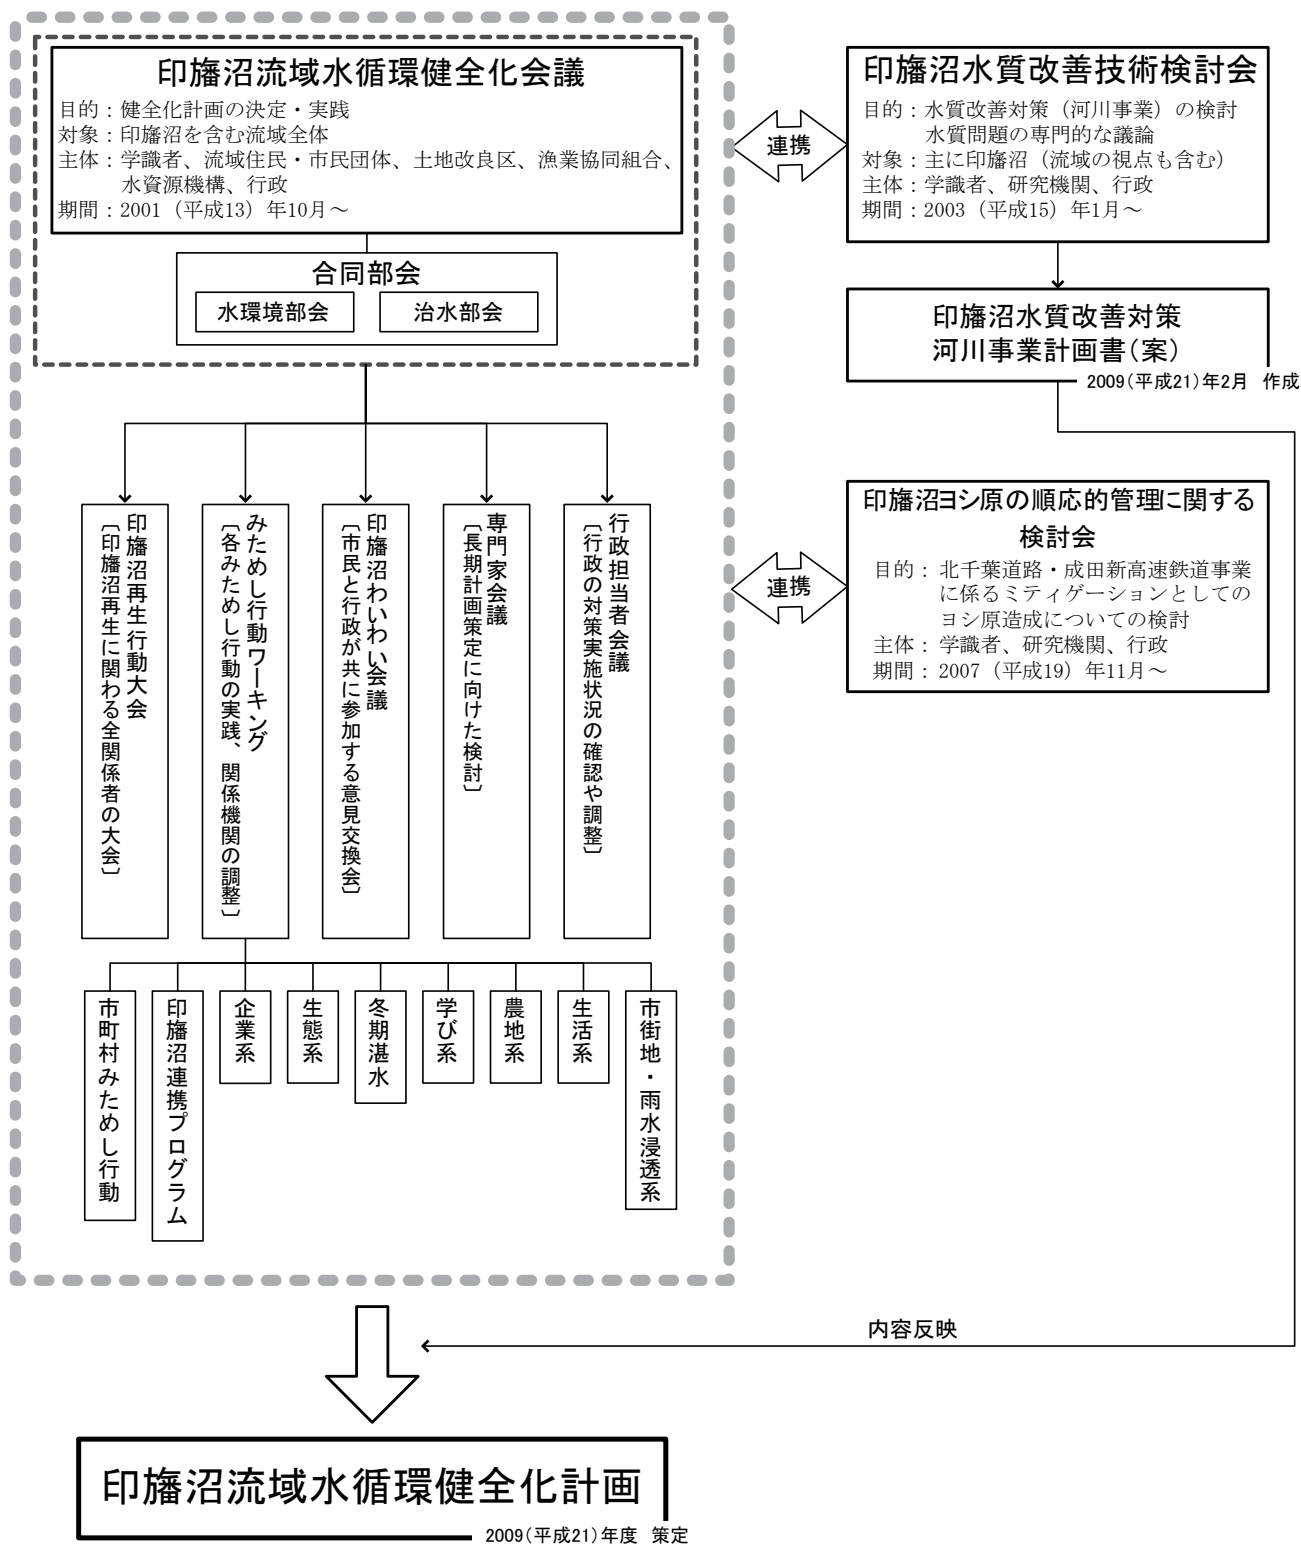 印旛沼流域水循環健全化会議
目的：健全化計画の決定・実践
対象：印旛沼を含む流域全体
主体：学識者、流域住民・市民団体、土地改良区、漁業協同組合、
水資源機構、行政
期間：2001（平成13）年10月～
合同部会
水環境部会
治水部会
連携
印旛沼水質改善技術検討会
目的：水質改善対策（河川事業）の検討
水質問題の専門的な議論
対象：主に印旛沼（流域の視点も含む）
主体：学識者、研究機関、行政
期間：2003（平成15）年1月～
印旛沼水質改善対策
河川事業計画書（案）
2009（平成21）年2月　作成
連携
印旛沼ヨシ原の順応的管理に関する
検討会
目的：北千葉道路・成田新高速鉄道事業
に係るミティゲーションとしての
ヨシ原造成についての検討
主体：学識者、研究機関、行政
期間：2007（平成19）年11月～
印旛沼再生行動大会
［印旛沼再生に関わる全関係者の大会］
みためし行動ワーキング
［各みためし行動の実践、関係機関の調整］
印旛沼わいわい会議
［市民と行政が共に参加する意見交換会］
専門家会議
［長期計画策定に向けた検討］
行政担当者会議
［行政の対策実施状況の確認や調整］
市町村みためし行動
印旛沼連携プログラム
企業系
生態系
冬期湛水
学び系
農地系
生活系
市街地・雨水浸透系
内容反映
印旛沼流域水循環健全化計画
2009（平成21）年度　策定